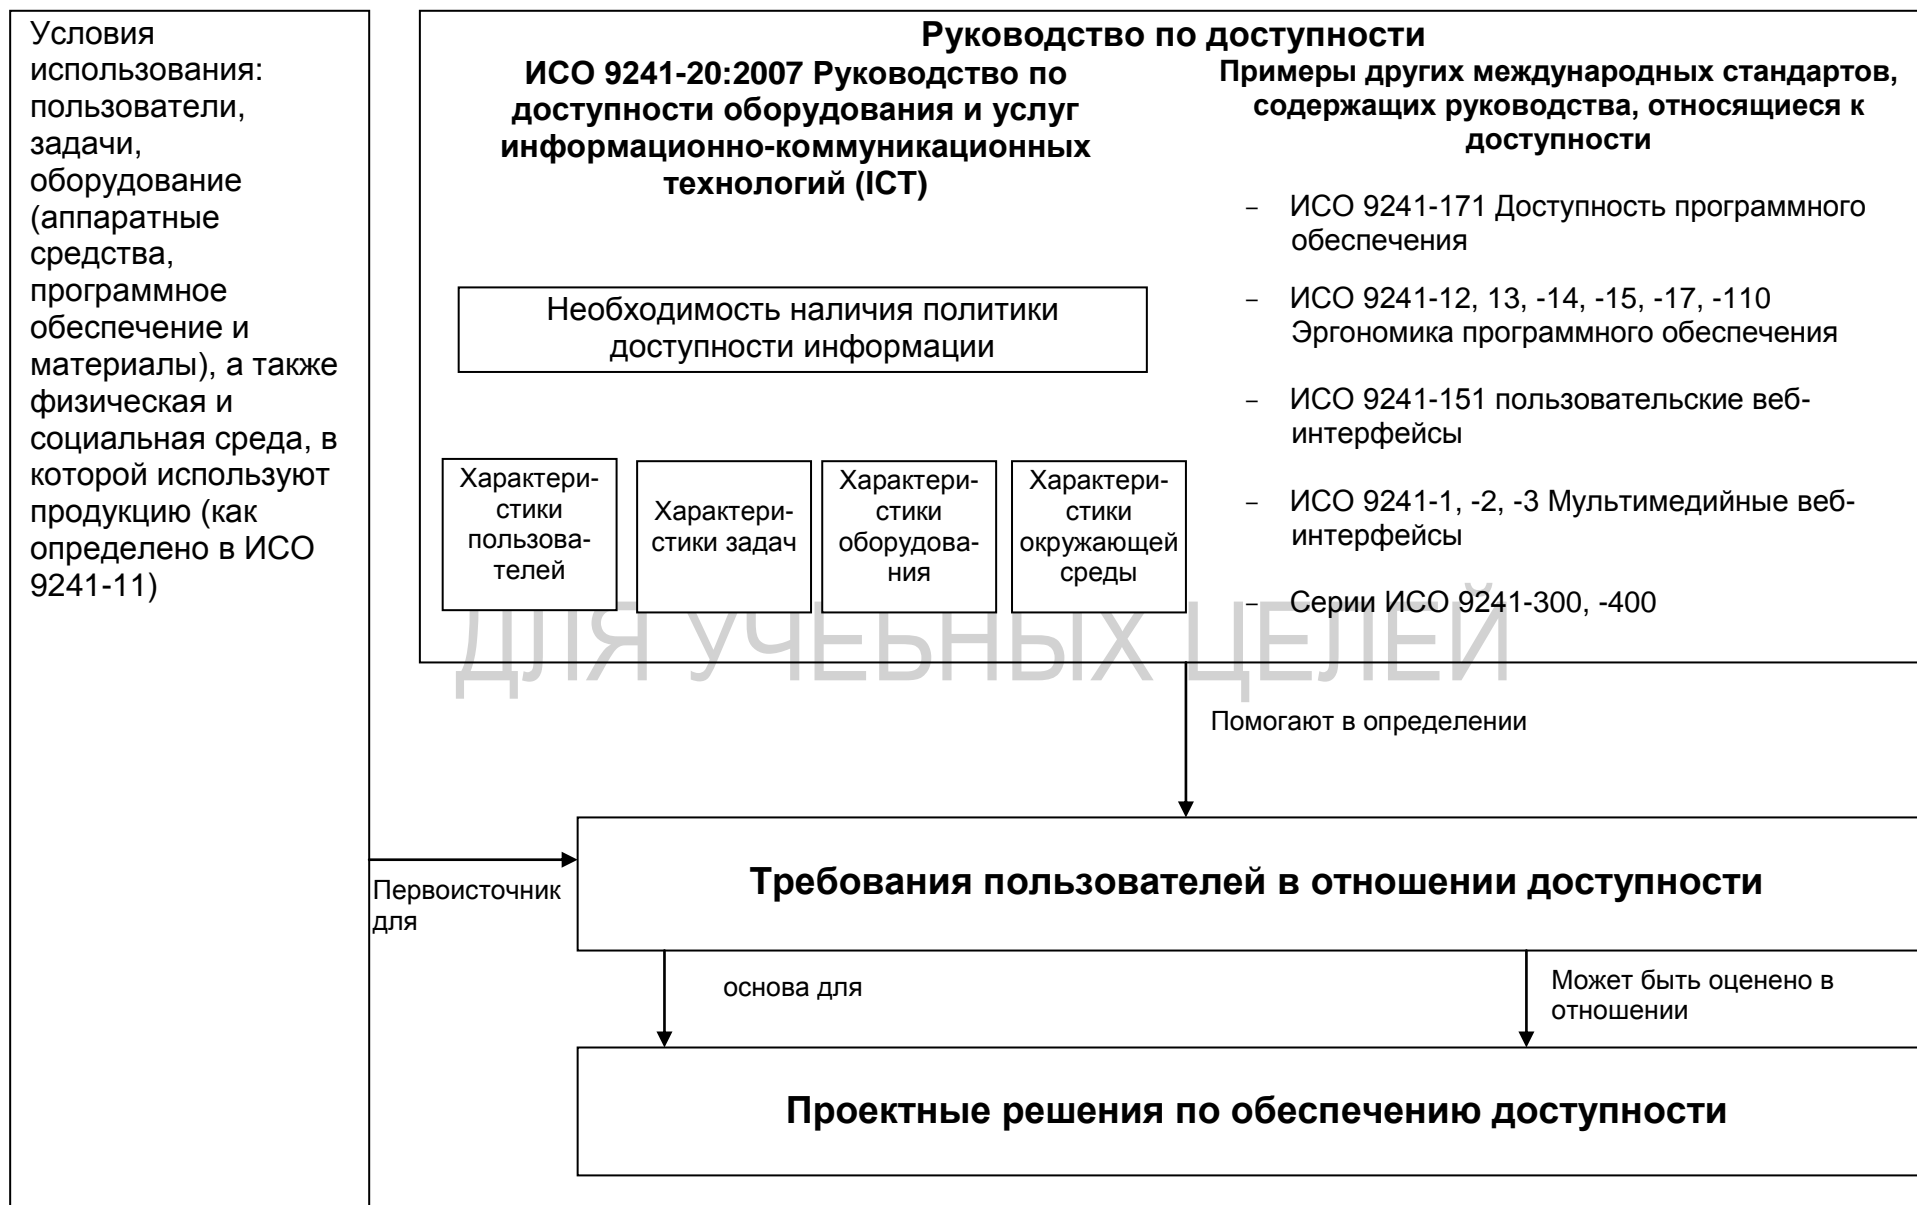 Условия
использования:
пользователи,
задачи,
оборудование
(аппаратные
средства,
программное
обеспечение и
материалы), а также
физическая и
социальная среда, в
которой используют
продукцию (как
определено в ИСО
9241-11)
Руководство по доступности
ИСО 9241-20:2007 Руководство по
доступности оборудования и услуг
информационно-коммуникационных
технологий (ICT)
Необходимость наличия политики
доступности информации
Характери-
стики
пользова-
телей
Характери-
стики задач
Характери-
стики
оборудова-
ния
Характери-
стики
окружающей
среды
Примеры других международных стандартов,
содержащих руководства, относящиеся к
доступности
– ИСО 9241-171 Доступность программного
обеспечения
– ИСО 9241-12, 13, -14, -15, -17, -110
Эргономика программного обеспечения
– ИСО 9241-151 пользовательские веб-
интерфейсы
– ИСО 9241-1, -2, -3 Мультимедийные веб-
интерфейсы
– Серии ИСО 9241-300, -400
ДЛЯ УЧЕБНЫХ ЦЕЛЕЙ
Помогают в определении
Первоисточник
для
Требования пользователей в отношении доступности
основа для
Может быть оценено в
отношении
Проектные решения по обеспечению доступности